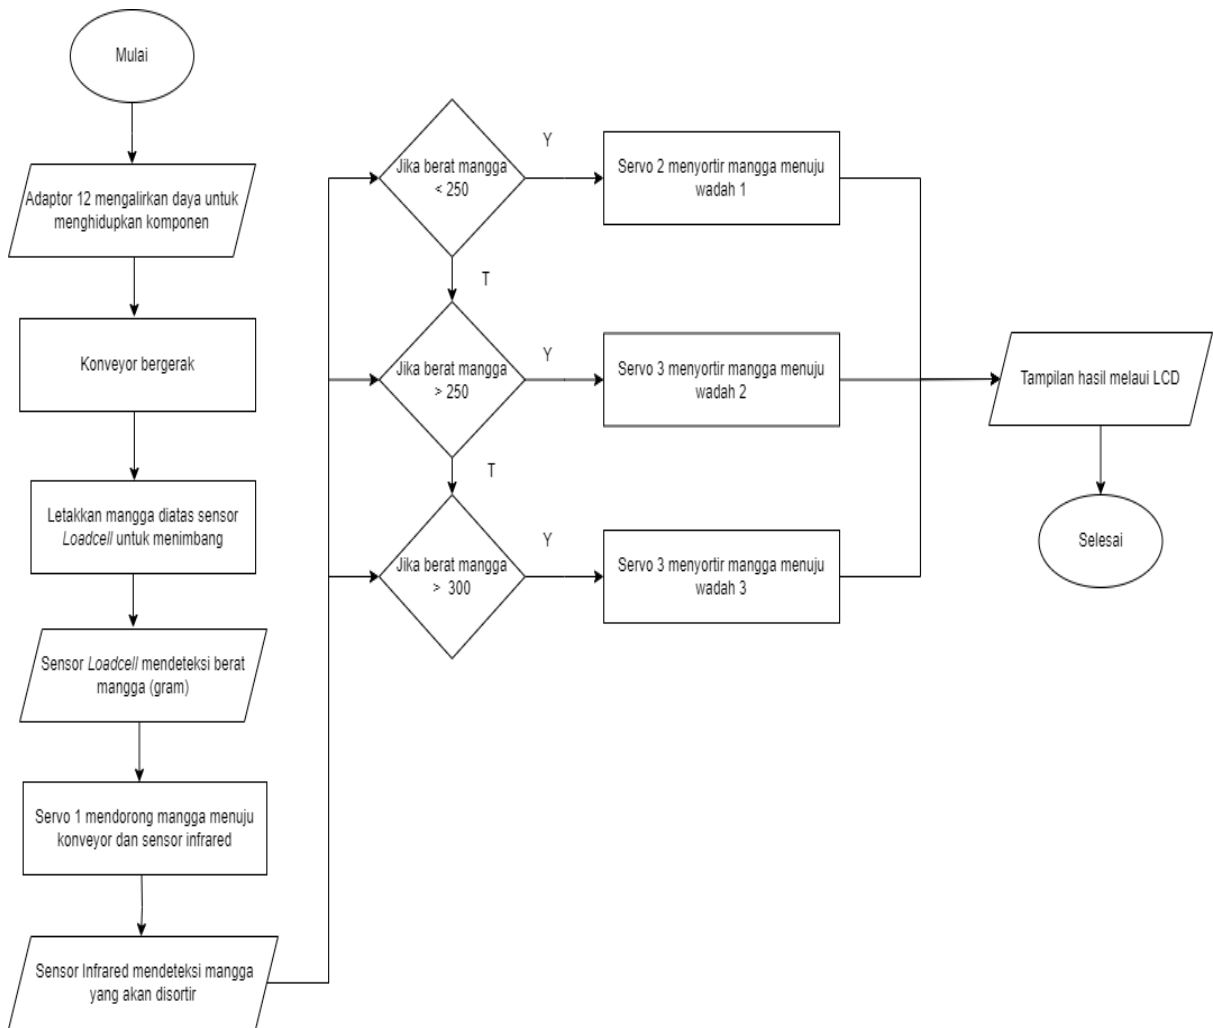 Mulai
Adaptor 12 mengalirkan daya untuk
menghidupkan komponen
Konveyor bergerak
Letakkan mangga diatas sensor
Loadcell untuk menimbang
Sensor Loadcell mendeteksi berat
mangga (gram)
Servo 1 mendorong mangga menuju
konveyor dan sensor infrared
Sensor Infrared mendeteksi mangga
yang akan disortir
Jika berat mangga
< 250
Y
Servo 2 menyortir mangga menuju
wadah 1
T
Jika berat mangga
> 250
Y
Servo 3 menyortir mangga menuju
wadah 2
T
Jika berat mangga
> 300
Y
Servo 3 menyortir mangga menuju
wadah 3
Tampilan hasil melaui LCD
Selesai